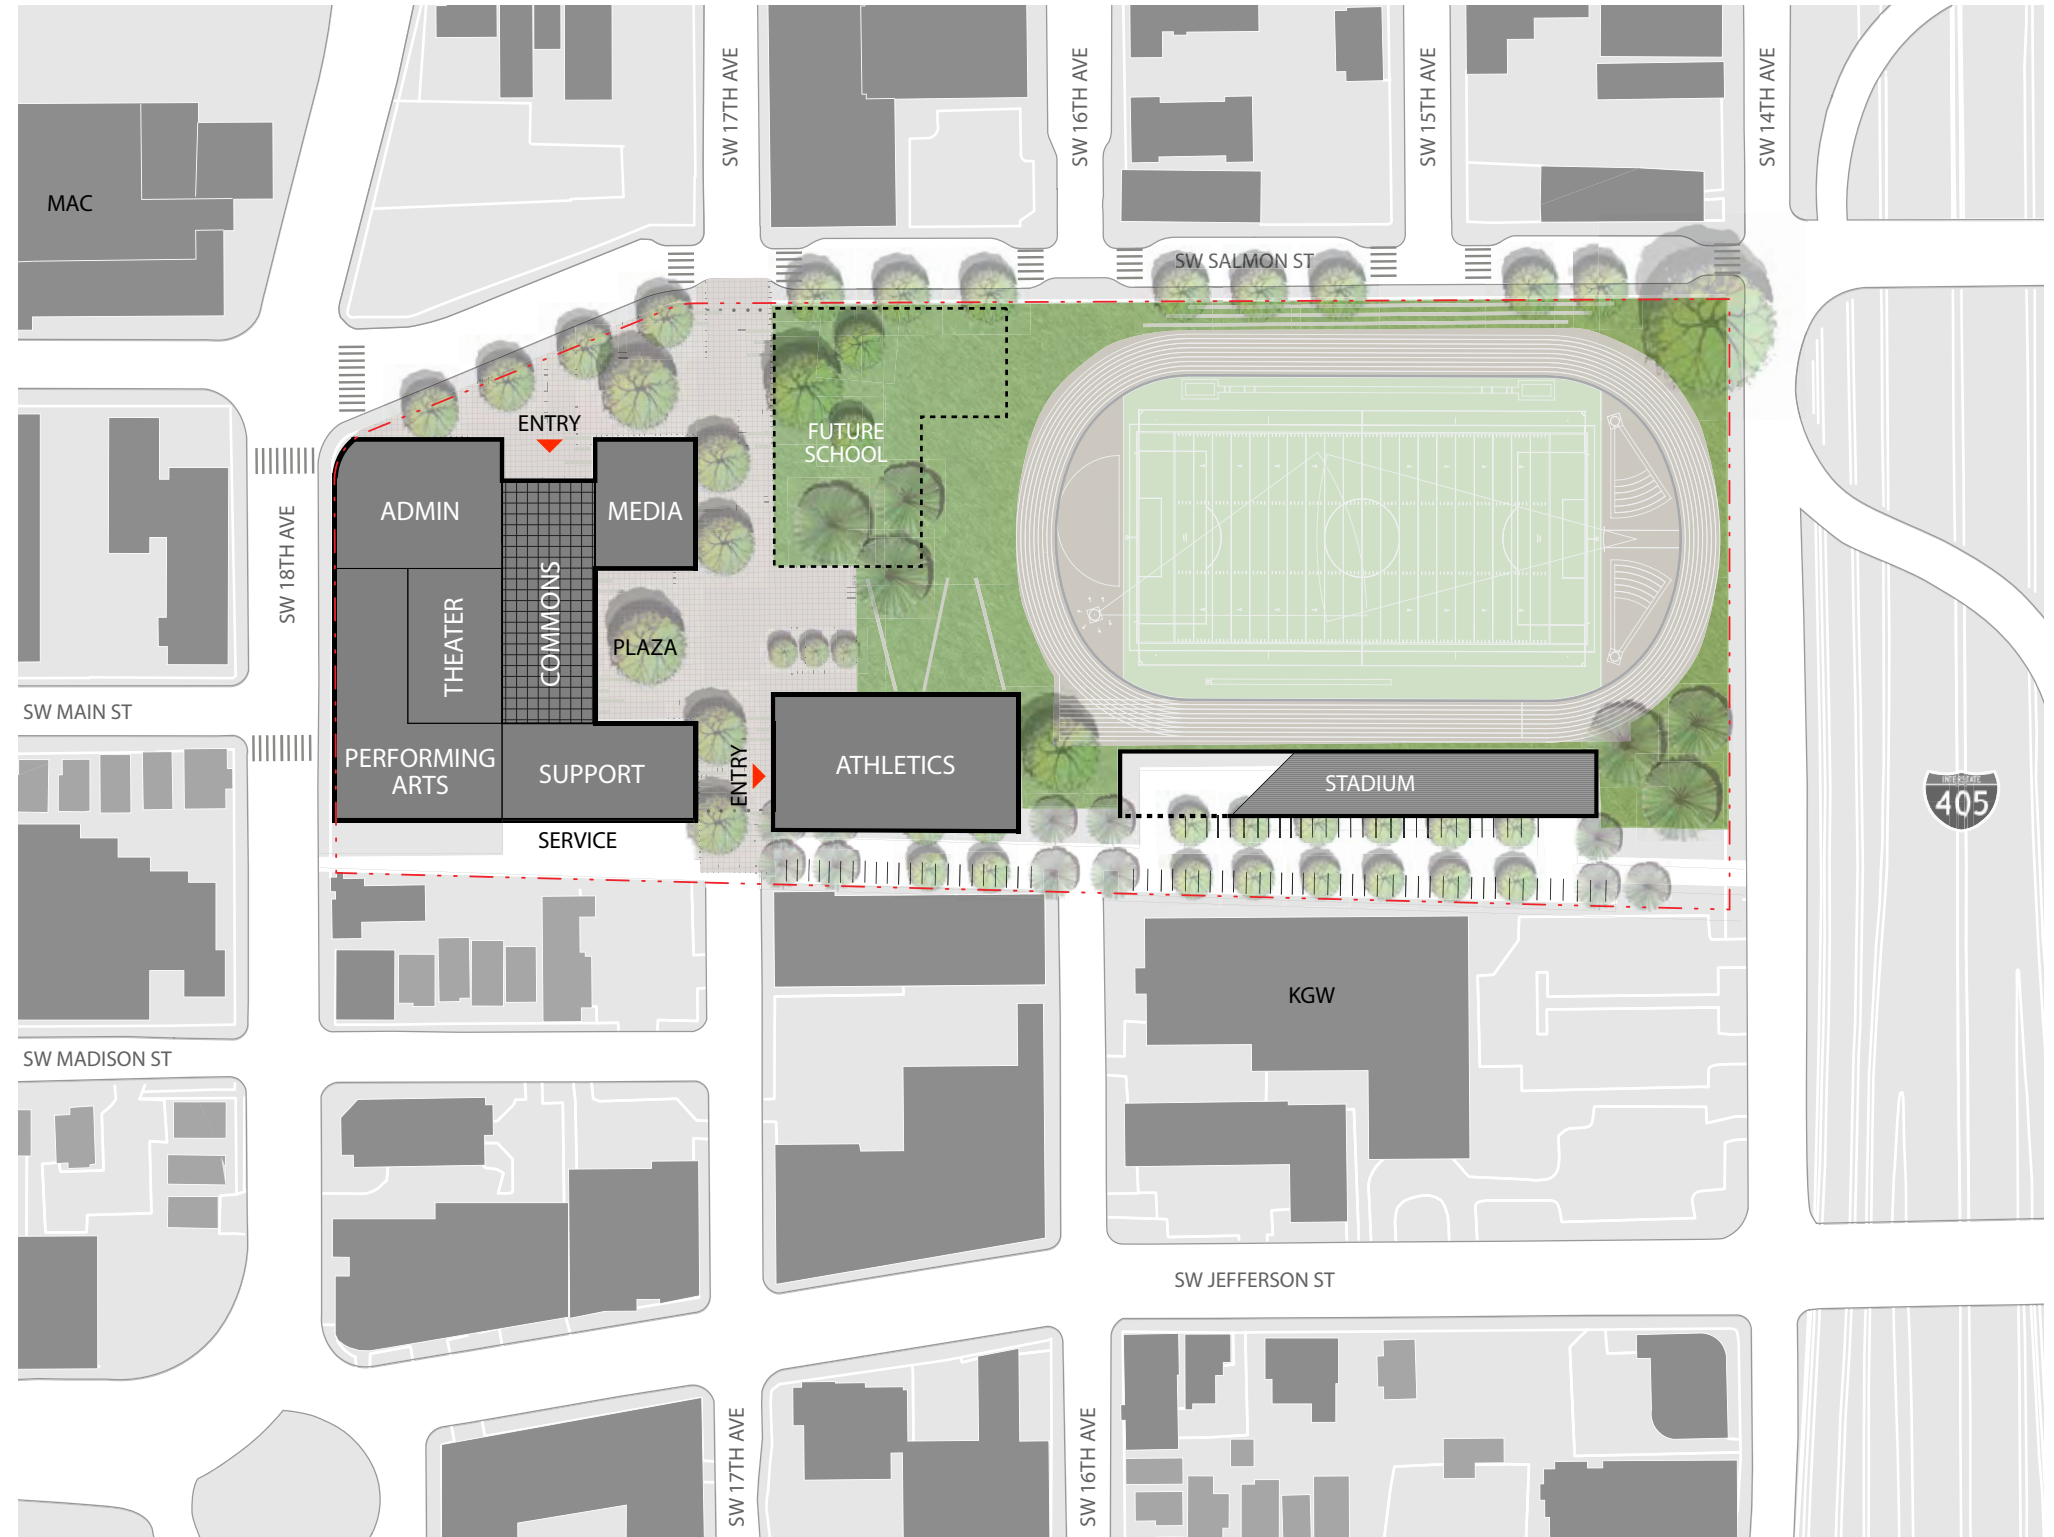 SW 17TH AVE
SW 16TH AVE
SW 15TH AVE
SW 14TH AVE
MAC
SW SALMON ST
ENTRY
FUTURE
SCHOOL
ADMIN
MEDIA
SW 18TH AVE
THEATER
COMMONS
PLAZA
SW MAIN ST
PERFORMING
ARTS
SUPPORT
ENTRY
ATHLETICS
STADIUM
INTERSTATE
405
SERVICE
KGW
SW MADISON ST
SW JEFFERSON ST
SW 17TH AVE
SW 16TH AVE